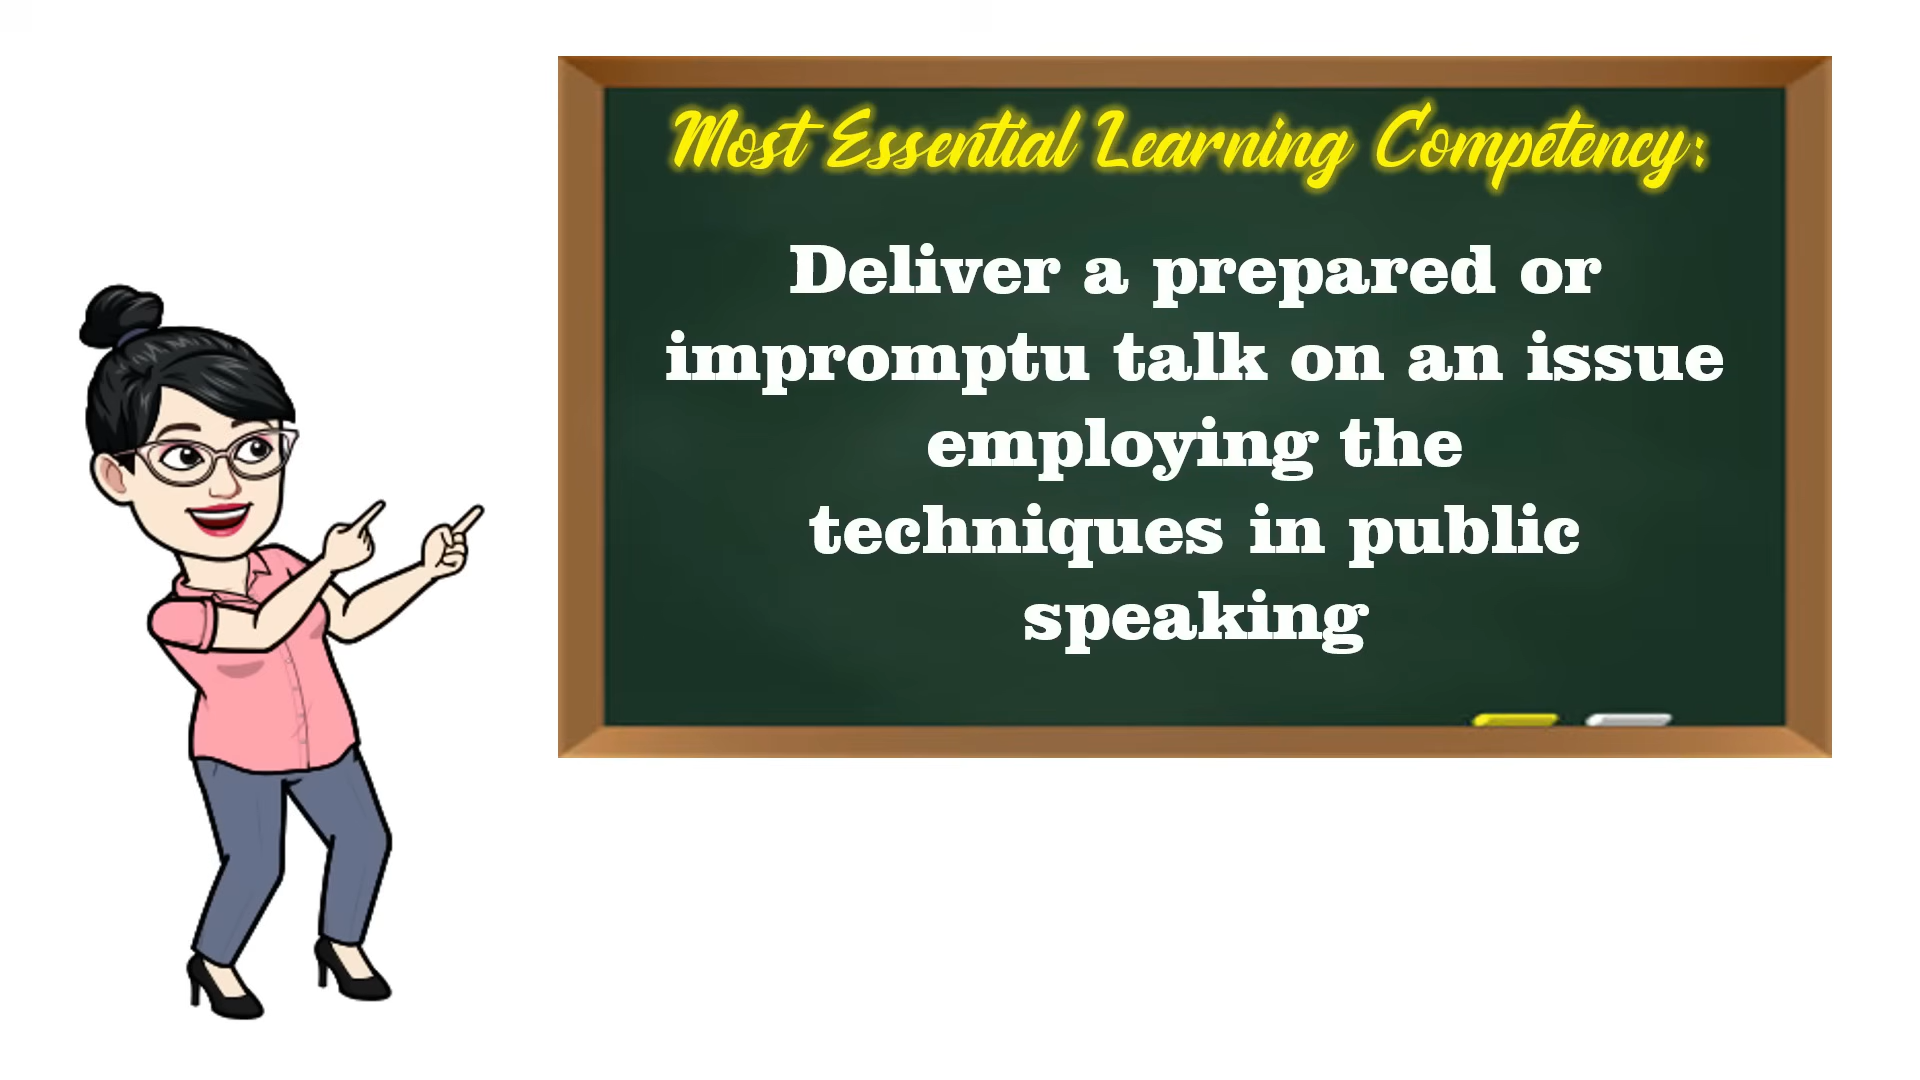 Most Essential Learning Competency:
Deliver a prepared or
impromptu talk on an issue
employing the
techniques in public
speaking